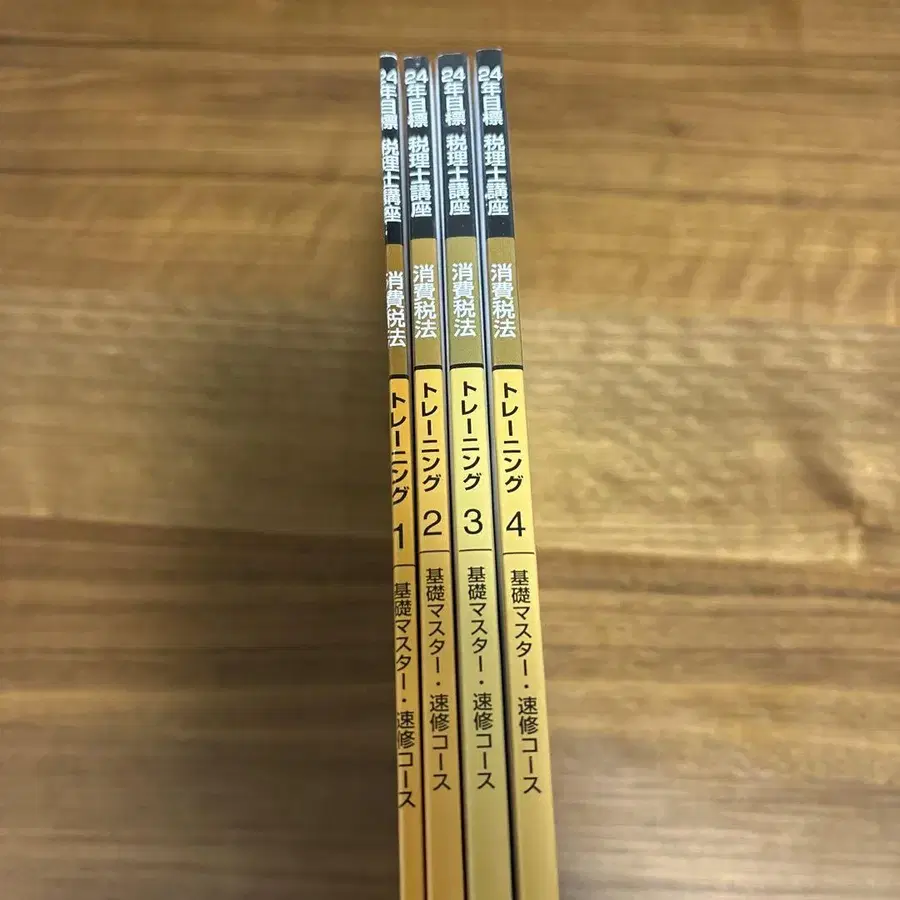 24年目標 税理士講座 消費税法 トレーニング 1 基礎マスター・速修コース
24年目標 税理士講座 消費税法 トレーニング 2 基礎マスター・速修コース
24年目標 税理士講座 消費税法 トレーニング 3 基礎マスター・速修コース
24年目標 税理士講座 消費税法 トレーニング 4 基礎マスター・速修コース